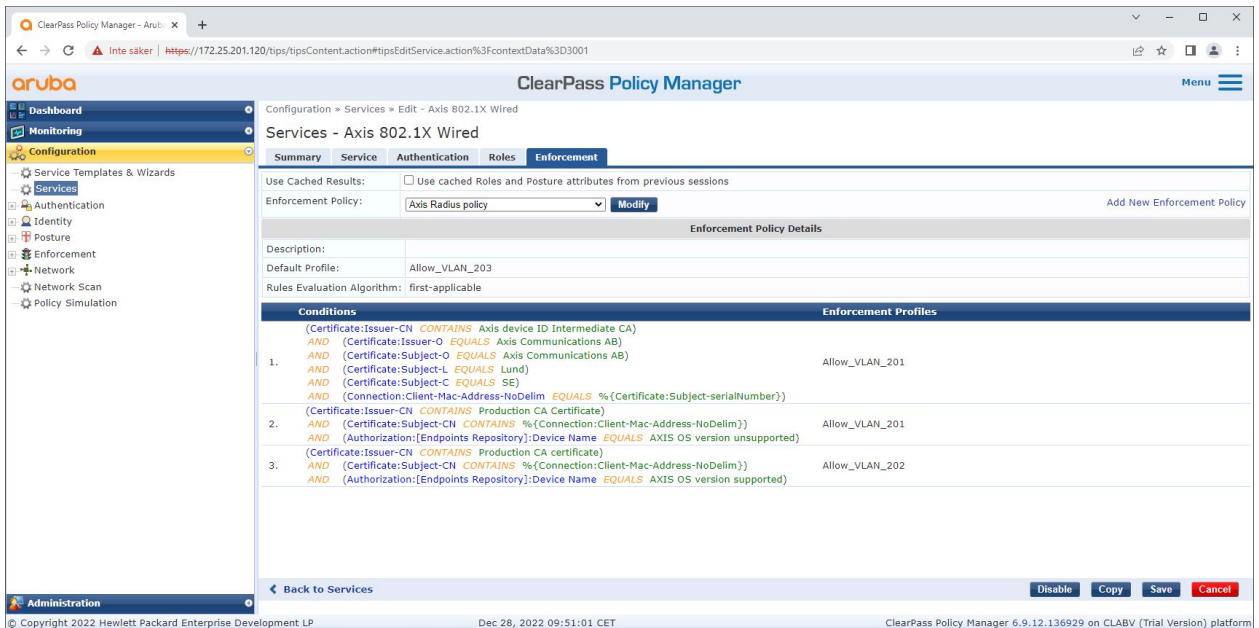 ClearPass Policy Manager - Arub
Inte säker | https://172.25.201.120/tips/tipsContent.action#tipsEditService.action%3FcontextData%3D3001
aruba
ClearPass Policy Manager
Menu
Dashboard
Monitoring
Configuration
Service Templates & Wizards
Services
Authentication
Identity
Posture
Enforcement
Network
Network Scan
Policy Simulation
Administration
Configuration » Services » Edit - Axis 802.1X Wired
Services - Axis 802.1X Wired
Summary Service Authentication Roles Enforcement
Use Cached Results: Use cached Roles and Posture attributes from previous sessions
Enforcement Policy: Axis Radius policy Modify Add New Enforcement Policy
Enforcement Policy Details
Description:
Default Profile: Allow_VLAN_203
Rules Evaluation Algorithm: first-applicable
Conditions Enforcement Profiles
(Certificate:Issuer-CN CONTAINS Axis device ID Intermediate CA)
AND (Certificate:Issuer-O EQUALS Axis Communications AB)
AND (Certificate:Subject-O EQUALS Axis Communications AB)
1. Allow_VLAN_201
AND (Certificate:Subject-L EQUALS Lund)
AND (Certificate:Subject-C EQUALS SE)
AND (Connection:Client-Mac-Address-NoDelim EQUALS %{Certificate:Subject-serialNumber})
(Certificate:Issuer-CN CONTAINS Production CA Certificate)
2. AND (Certificate:Subject-CN CONTAINS %{Connection:Client-Mac-Address-NoDelim}) Allow_VLAN_201
AND (Authorization:[Endpoints Repository]:Device Name EQUALS AXIS OS version unsupported)
(Certificate:Issuer-CN CONTAINS Production CA certificate)
3. AND (Certificate:Subject-CN CONTAINS %{Connection:Client-Mac-Address-NoDelim}) Allow_VLAN_202
AND (Authorization:[Endpoints Repository]:Device Name EQUALS AXIS OS version supported)
Back to Services Disable Copy Save Cancel
© Copyright 2022 Hewlett Packard Enterprise Development LP Dec 28, 2022 09:51:01 CET ClearPass Policy Manager 6.9.12.136929 on CLABV (Trial Version) platform